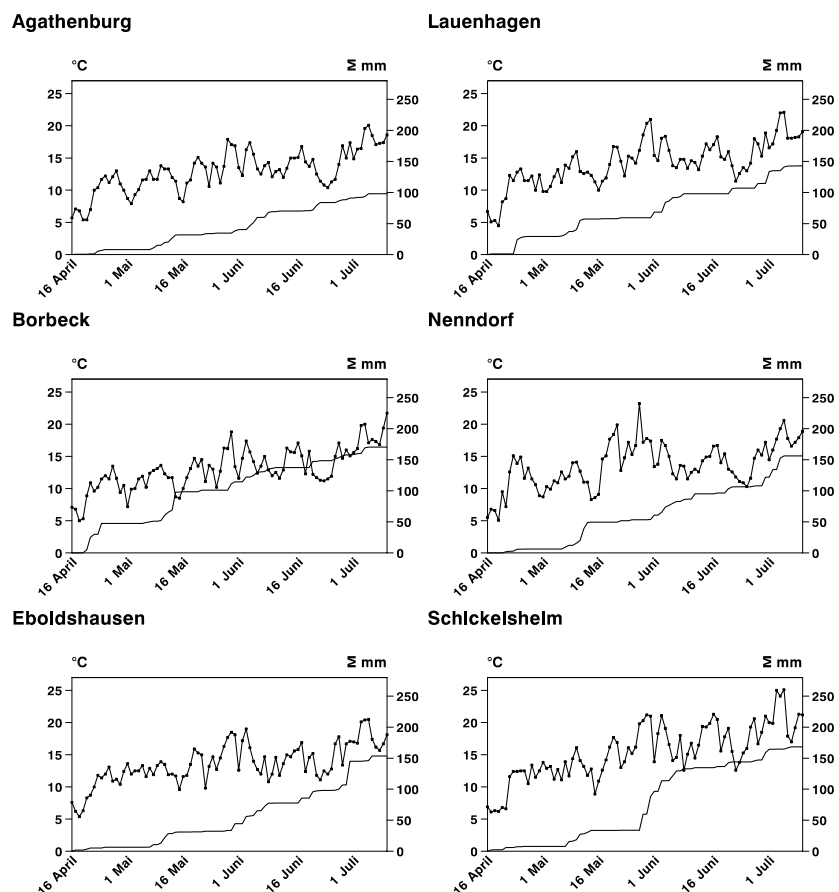 Agathenburg
Lauenhagen
°C Σ mm
°C Σ mm
25
20
15
10
5
0
250
200
150
100
50
0
25
20
15
10
5
0
250
200
150
100
50
0
16 April
1 Mai
16 Mai
1 Juni
16 Juni
1 Juli
16 April
1 Mai
16 Mai
1 Juni
16 Juni
1 Juli
Borbeck
Nenndorf
°C Σ mm
°C Σ mm
25
20
15
10
5
0
250
200
150
100
50
0
25
20
15
10
5
0
250
200
150
100
50
0
16 April
1 Mai
16 Mai
1 Juni
16 Juni
1 Juli
16 April
1 Mai
16 Mai
1 Juni
16 Juni
1 Juli
Eboldshausen
Schlckelshelm
°C Σ mm
°C Σ mm
25
20
15
10
5
0
250
200
150
100
50
0
25
20
15
10
5
0
250
200
150
100
50
0
16 April
1 Mai
16 Mai
1 Juni
16 Juni
1 Juli
16 April
1 Mai
16 Mai
1 Juni
16 Juni
1 Juli